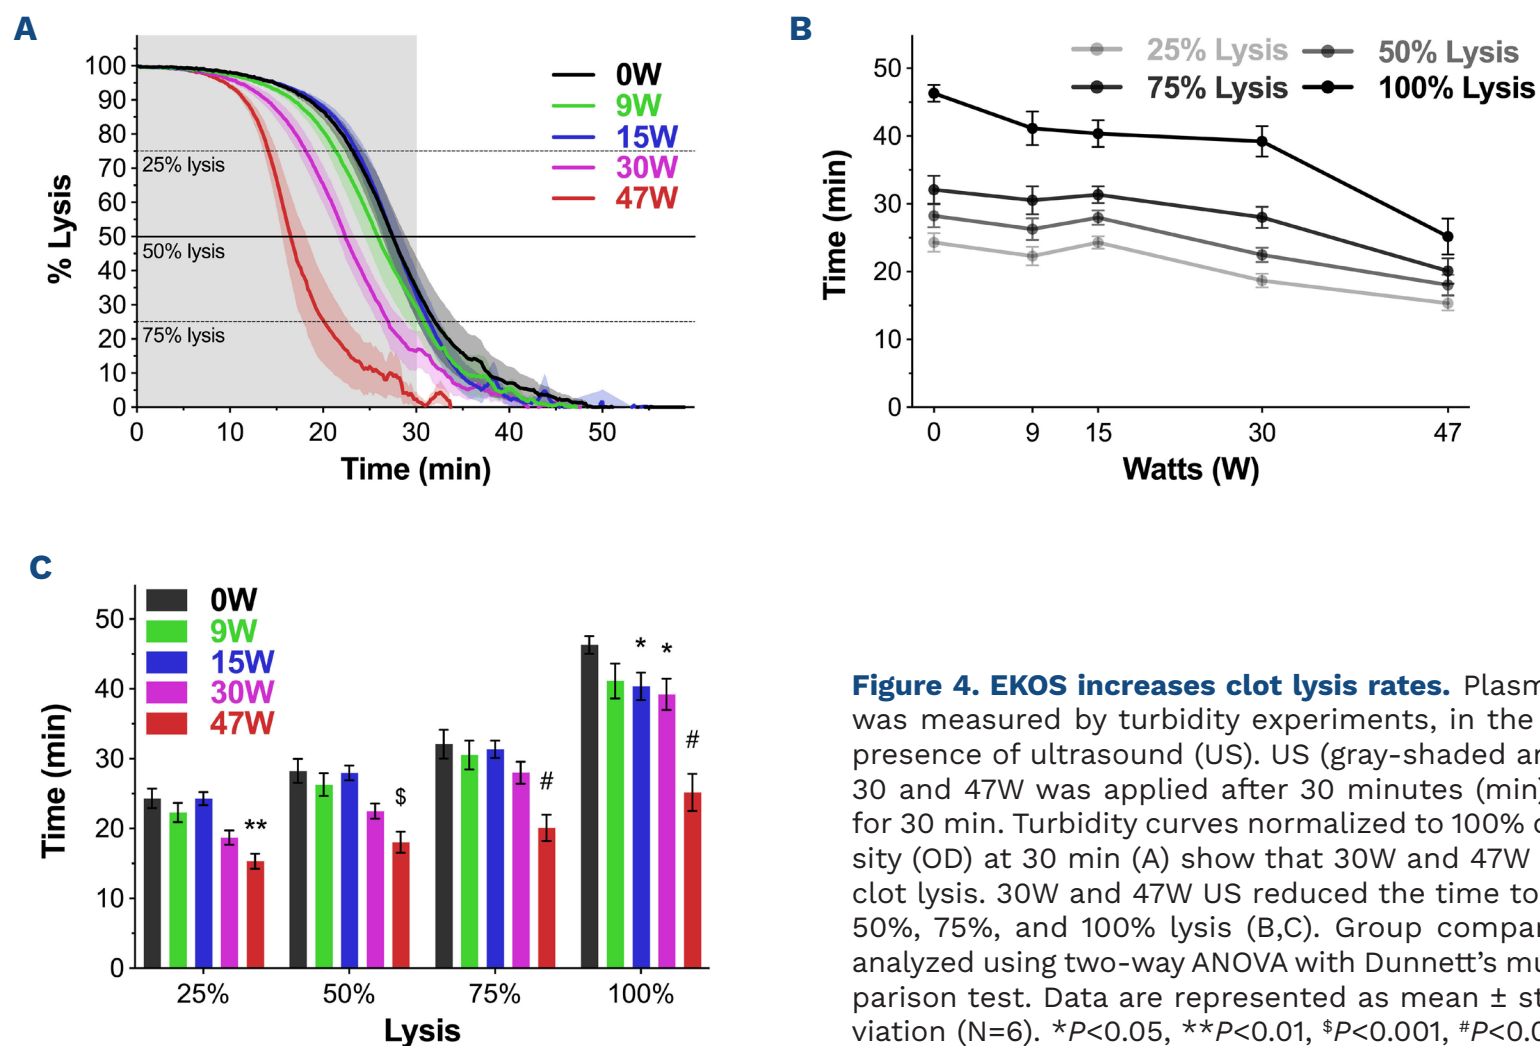 A
% Lysis
100
90
80
70
60
50
40
30
20
10
0
25% lysis
50% lysis
75% lysis
0W
9W
15W
30W
47W
0 10 20 30 40 50
Time (min)
B
Time (min)
50
40
30
20
10
0
25% Lysis 50% Lysis
75% Lysis 100% Lysis
0 9 15 30 47
Watts (W)
C
Time (min)
50
40
30
20
10
0
0W
9W
15W
30W
47W
** $ # * * #
25% 50% 75% 100%
Lysis
Figure 4. EKOS increases clot lysis rates. Plasm
was measured by turbidity experiments, in the
presence of ultrasound (US). US (gray-shaded ar
30 and 47W was applied after 30 minutes (min)
for 30 min. Turbidity curves normalized to 100% o
sity (OD) at 30 min (A) show that 30W and 47W
clot lysis. 30W and 47W US reduced the time to
50%, 75%, and 100% lysis (B,C). Group compar
analyzed using two-way ANOVA with Dunnett's mu
parison test. Data are represented as mean ± st
viation (N=6). *P<0.05, **P<0.01, $P<0.001, #P<0.0